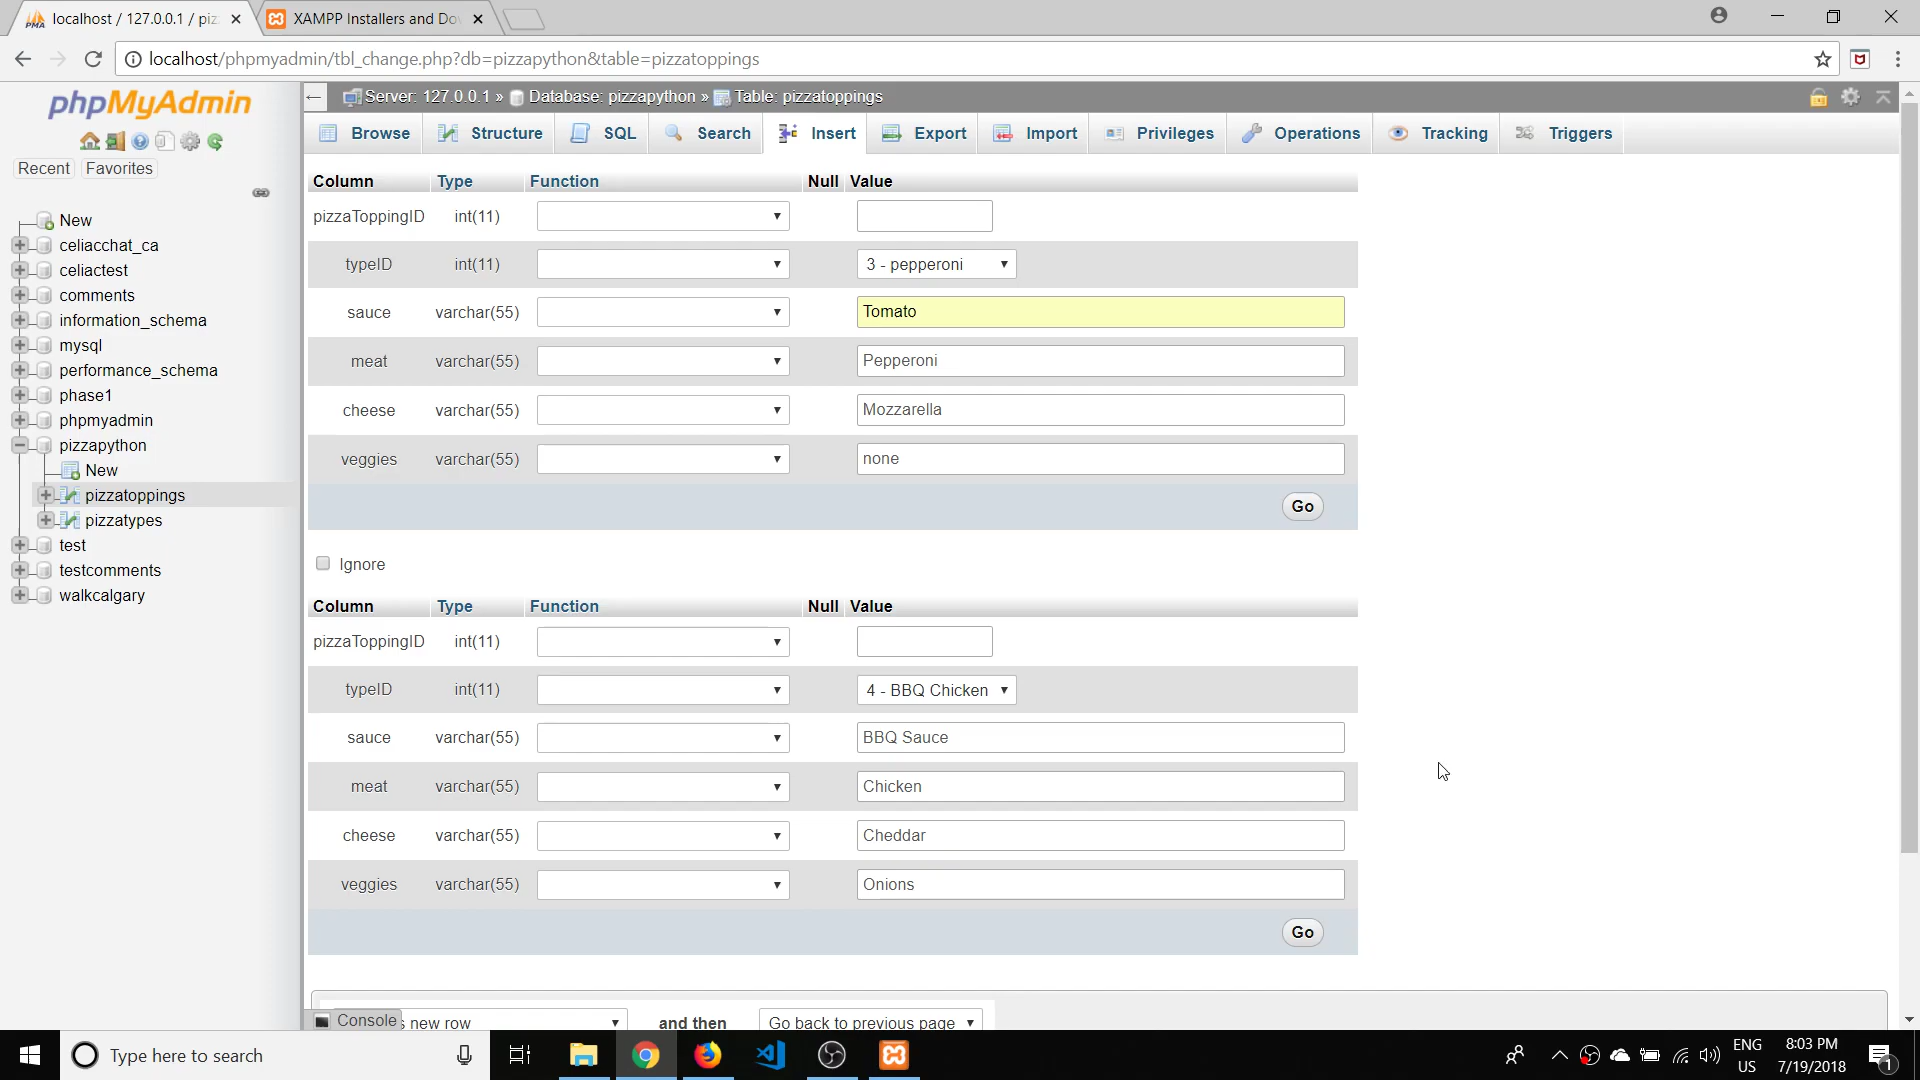 localhost / 127.0.0.1 / piz
XAMPP Installers and Do
localhost/phpmyadmin/tbl_change.php?db=pizzapython&table=pizzatoppings
phpMyAdmin
Recent Favorites
New
celiacchat_ca
celiactest
comments
information_schema
mysql
performance_schema
phase1
phpmyadmin
pizzapython
New
pizzatoppings
pizzatypes
test
testcomments
walkcalgary
Server: 127.0.0.1 » Database: pizzapython » Table: pizzatoppings
Browse Structure SQL Search Insert Export Import Privileges Operations Tracking Triggers
Column Type Function Null Value
pizzaToppingID int(11)
typeID int(11) 3 - pepperoni
sauce varchar(55) Tomato
meat varchar(55) Pepperoni
cheese varchar(55) Mozzarella
veggies varchar(55) none
Go
Ignore
Column Type Function Null Value
pizzaToppingID int(11)
typeID int(11) 4 - BBQ Chicken
sauce varchar(55) BBQ Sauce
meat varchar(55) Chicken
cheese varchar(55) Cheddar
veggies varchar(55) Onions
Go
Console s new row and then Go back to previous page
Type here to search
ENG
US
8:03 PM
7/19/2018
1